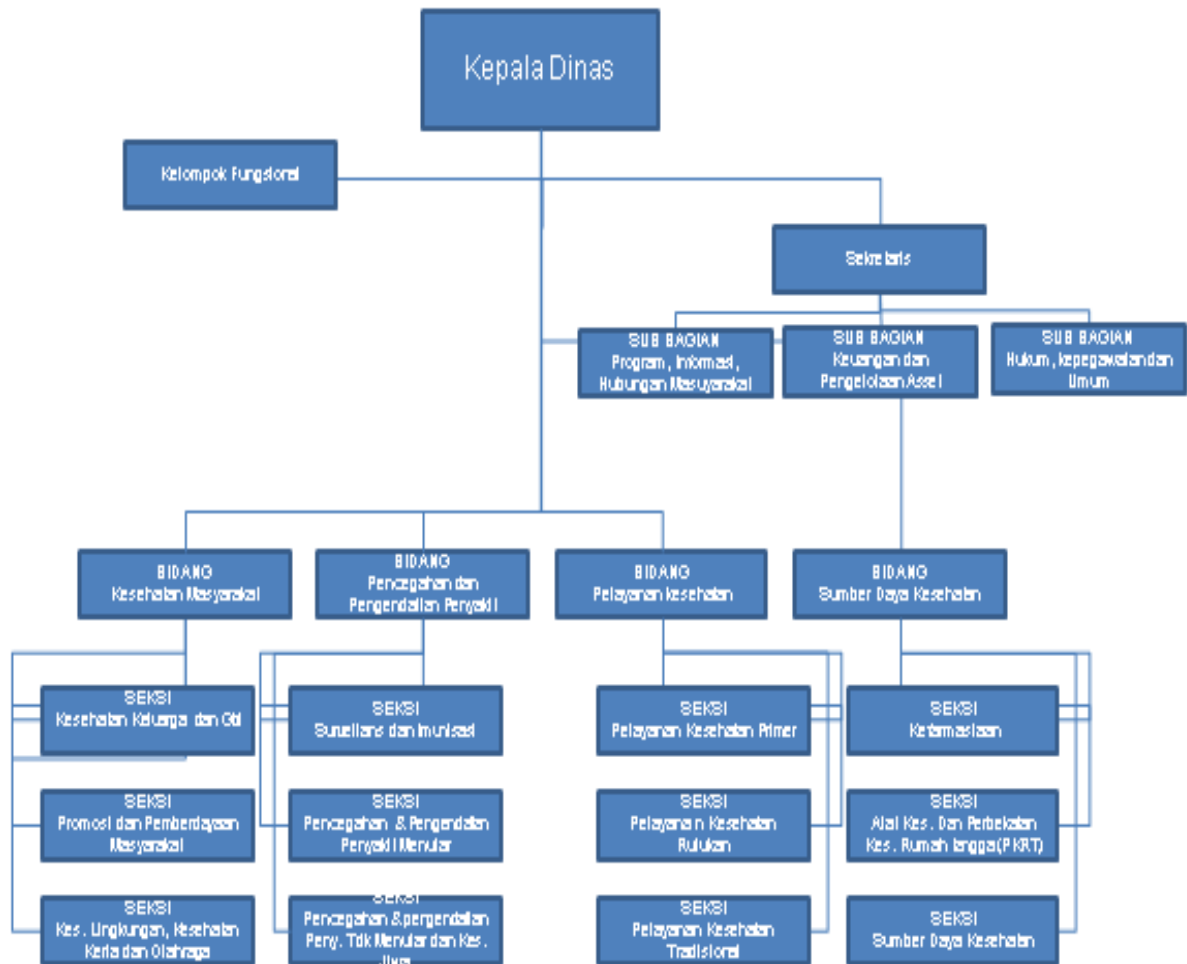 Kepala Dinas
Kelompok Fungsional
Sekretaris
SUB BAGIAN
Program, Informasi,
Hubungan Masuyarakat
SUB BAGIAN
Keuangan dan
Pengelolaan Asset
SUB BAGIAN
Hukum, kepegawaian dan
Umum
BIDANG
Kesehatan Masyarakat
BIDANG
Pencegahan dan
Pengendalian Penyakit
BIDANG
Pelayanan kesehatan
BIDANG
Sumber Daya Kesehatan
SEKSI
Kesehatan Keluarga dan Gizi
SEKSI
Surveilans dan Imunisasi
SEKSI
Pelayanan Kesehatan Primer
SEKSI
Kefarmasiaan
SEKSI
Promosi dan Pemberdayaan
Masyarakat
SEKSI
Pencegahan & Pengendalian
Penyakit Menular
SEKSI
Pelayanan Kesehatan
Rujukan
SEKSI
Alat Kes. Dan Perbekalan
Kes. Rumah tangga (PKRT)
SEKSI
Kes. Lingkungan, Kesehatan
Kerja dan Olahraga
SEKSI
Pencegahan & pengendalian
Peny. Tdk Menular dan Kes.
SEKSI
Pelayanan Kesehatan
Tradisional
SEKSI
Sumber Daya Kesehatan